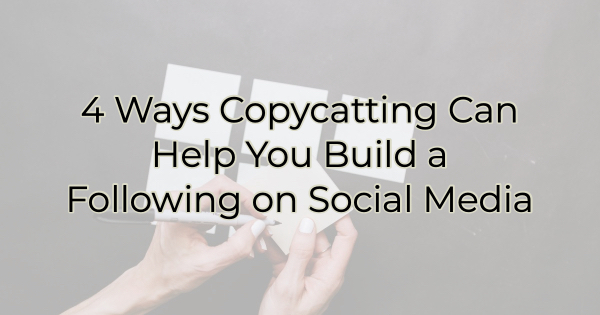 4 Ways Copycatting Can
Help You Build a
Following on Social Media